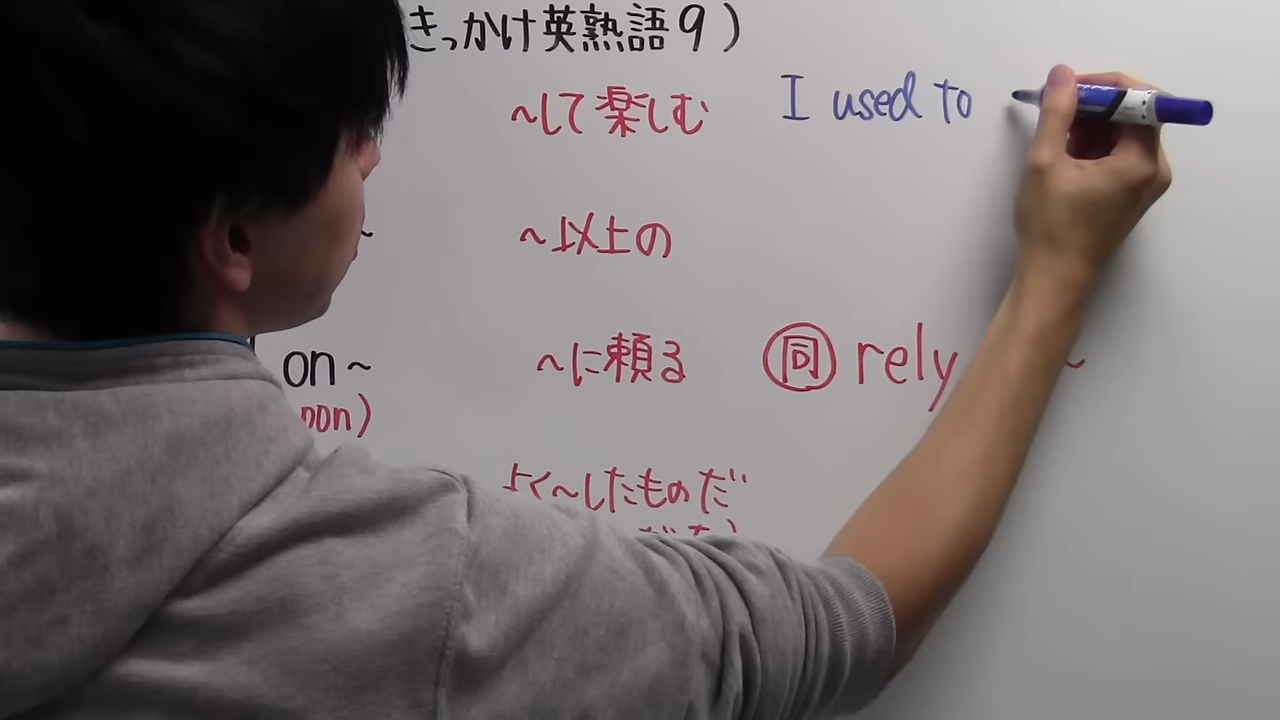 きっかけ英熟語9)
~して楽しむ I used to
~ ~以上の
on~ ~に頼る 同 rely ~
pon)
よく~したものだ